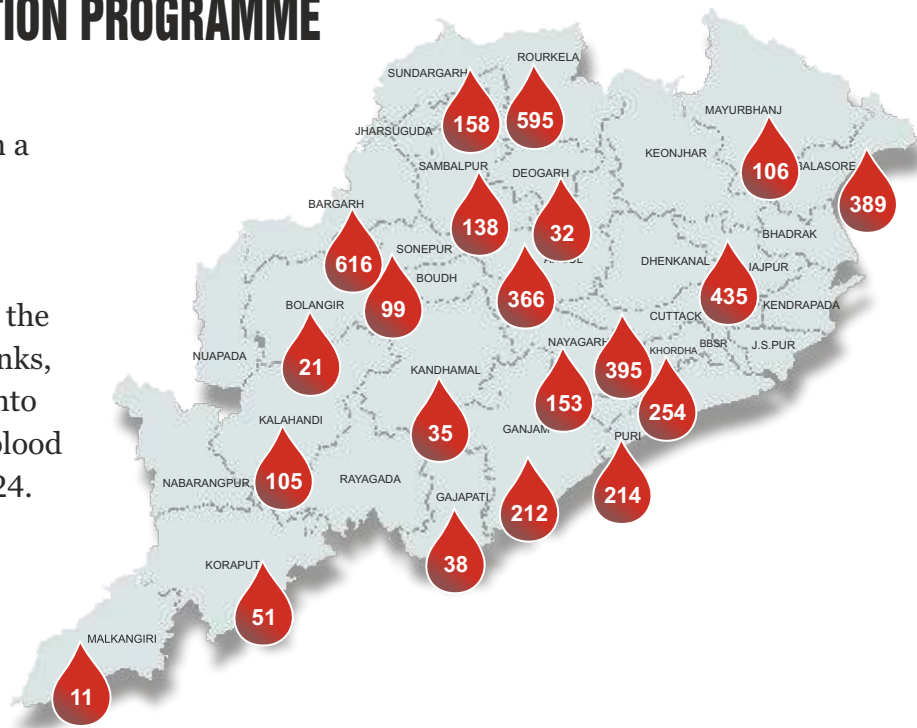 TION PROGRAMME
n a
the
nks,
nto
lood
24.
SUNDARGARH
ROURKELA
158
595
JHARSUGUDA
MAYURBHANJ
106
KEONJHAR
BALASORE
389
SAMBALPUR
138
DEOGARH
32
BARGARH
616
SONEPUR
99
BOUDH
366
DHENKANAL
BHADRAK
JAJPUR
435
KENDRAPADA
CUTTACK
BOLANGIR
21
NUAPADA
KANDHAMAL
35
NAYAGARH
153
395
KHORDHA
254
BBSR
J.S.PUR
KALAHANDI
105
GANJAM
212
PURI
214
NABARANGPUR
RAYAGADA
GAJAPATI
38
KORAPUT
51
MALKANGIRI
11